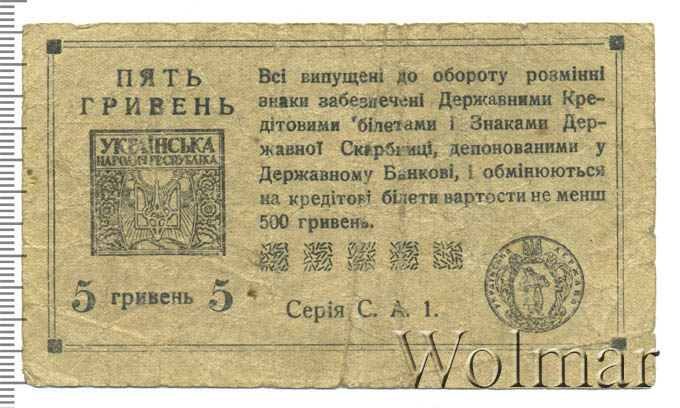 ПЯТЬ
ГРИВЕНЬ
УКРАЇНСЬКА
НАРОДНЯ РЕСПУБЛІКА
5 гривень 5
Всі випущені до обороту розмінні
знаки забезпечені Державними Кре-
дітовими білетами і Знаками Дер-
жавної Скарбниці, депонованими у
Державному Банкові, і обмінюються
на кредітові білети вартости не менш
500 гривень.
Серія С. А. 1.
УКРАЇНСЬКА ДЕРЖАВА
Wolmar